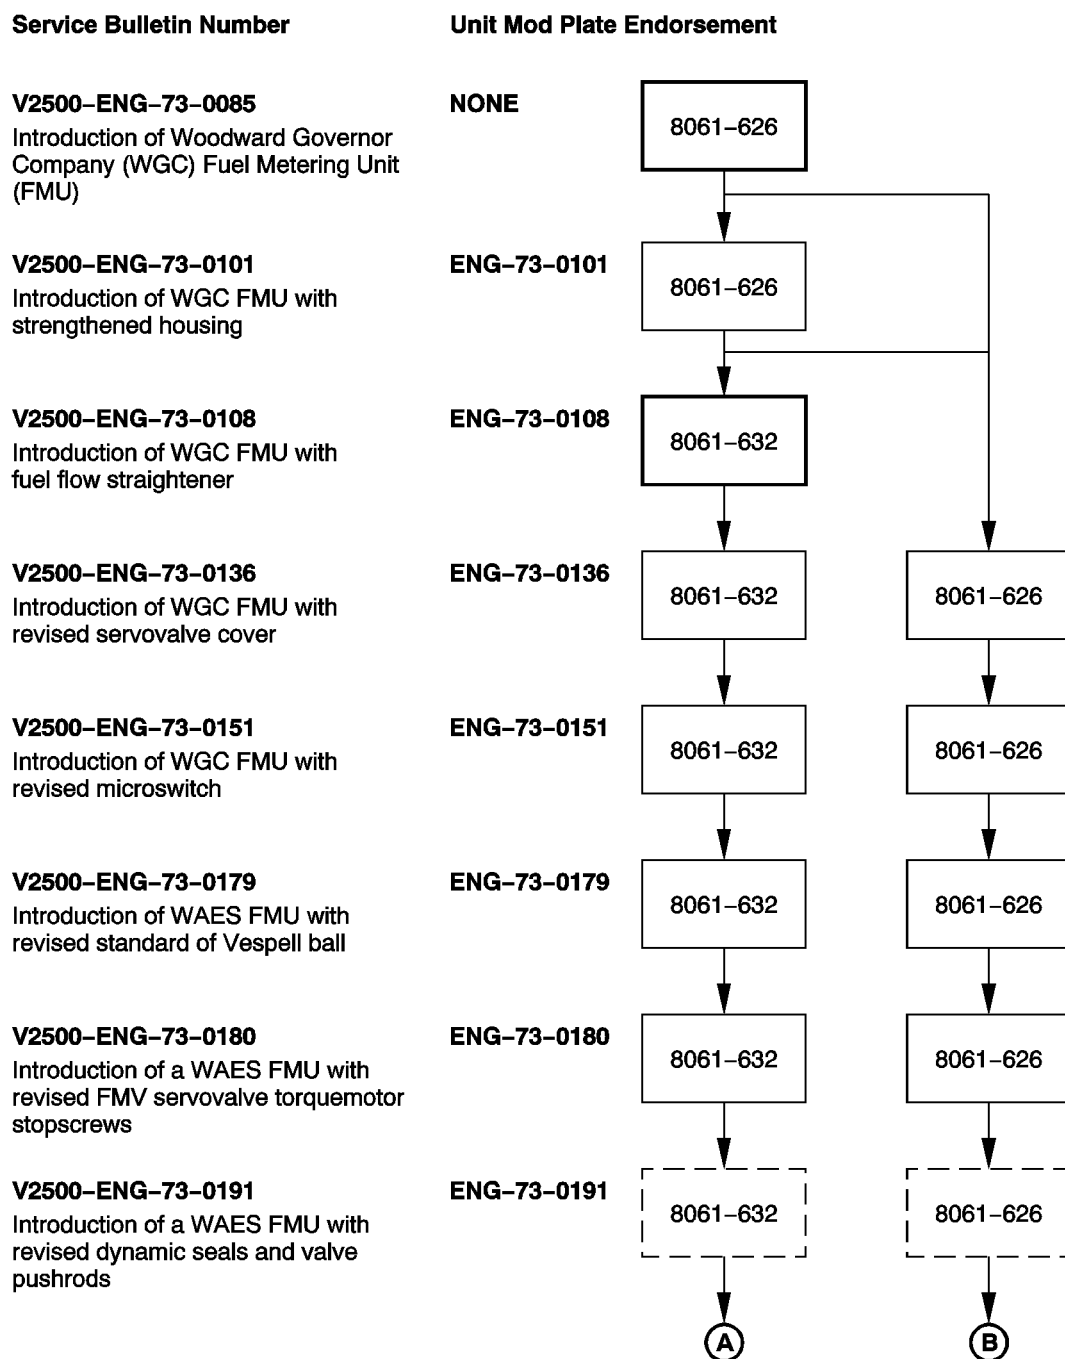 Service Bulletin Number Unit Mod Plate Endorsement
V2500–ENG–73–0085 NONE 8061–626
Introduction of Woodward Governor
Company (WGC) Fuel Metering Unit
(FMU)
V2500–ENG–73–0101 ENG–73–0101 8061–626
Introduction of WGC FMU with
strengthened housing
V2500–ENG–73–0108 ENG–73–0108 8061–632
Introduction of WGC FMU with
fuel flow straightener
V2500–ENG–73–0136 ENG–73–0136 8061–632 8061–626
Introduction of WGC FMU with
revised servovalve cover
V2500–ENG–73–0151 ENG–73–0151 8061–632 8061–626
Introduction of WGC FMU with
revised microswitch
V2500–ENG–73–0179 ENG–73–0179 8061–632 8061–626
Introduction of WAES FMU with
revised standard of Vespell ball
V2500–ENG–73–0180 ENG–73–0180 8061–632 8061–626
Introduction of a WAES FMU with
revised FMV servovalve torquemotor
stopscrews
V2500–ENG–73–0191 ENG–73–0191 8061–632 8061–626
Introduction of a WAES FMU with
revised dynamic seals and valve
pushrods
A B